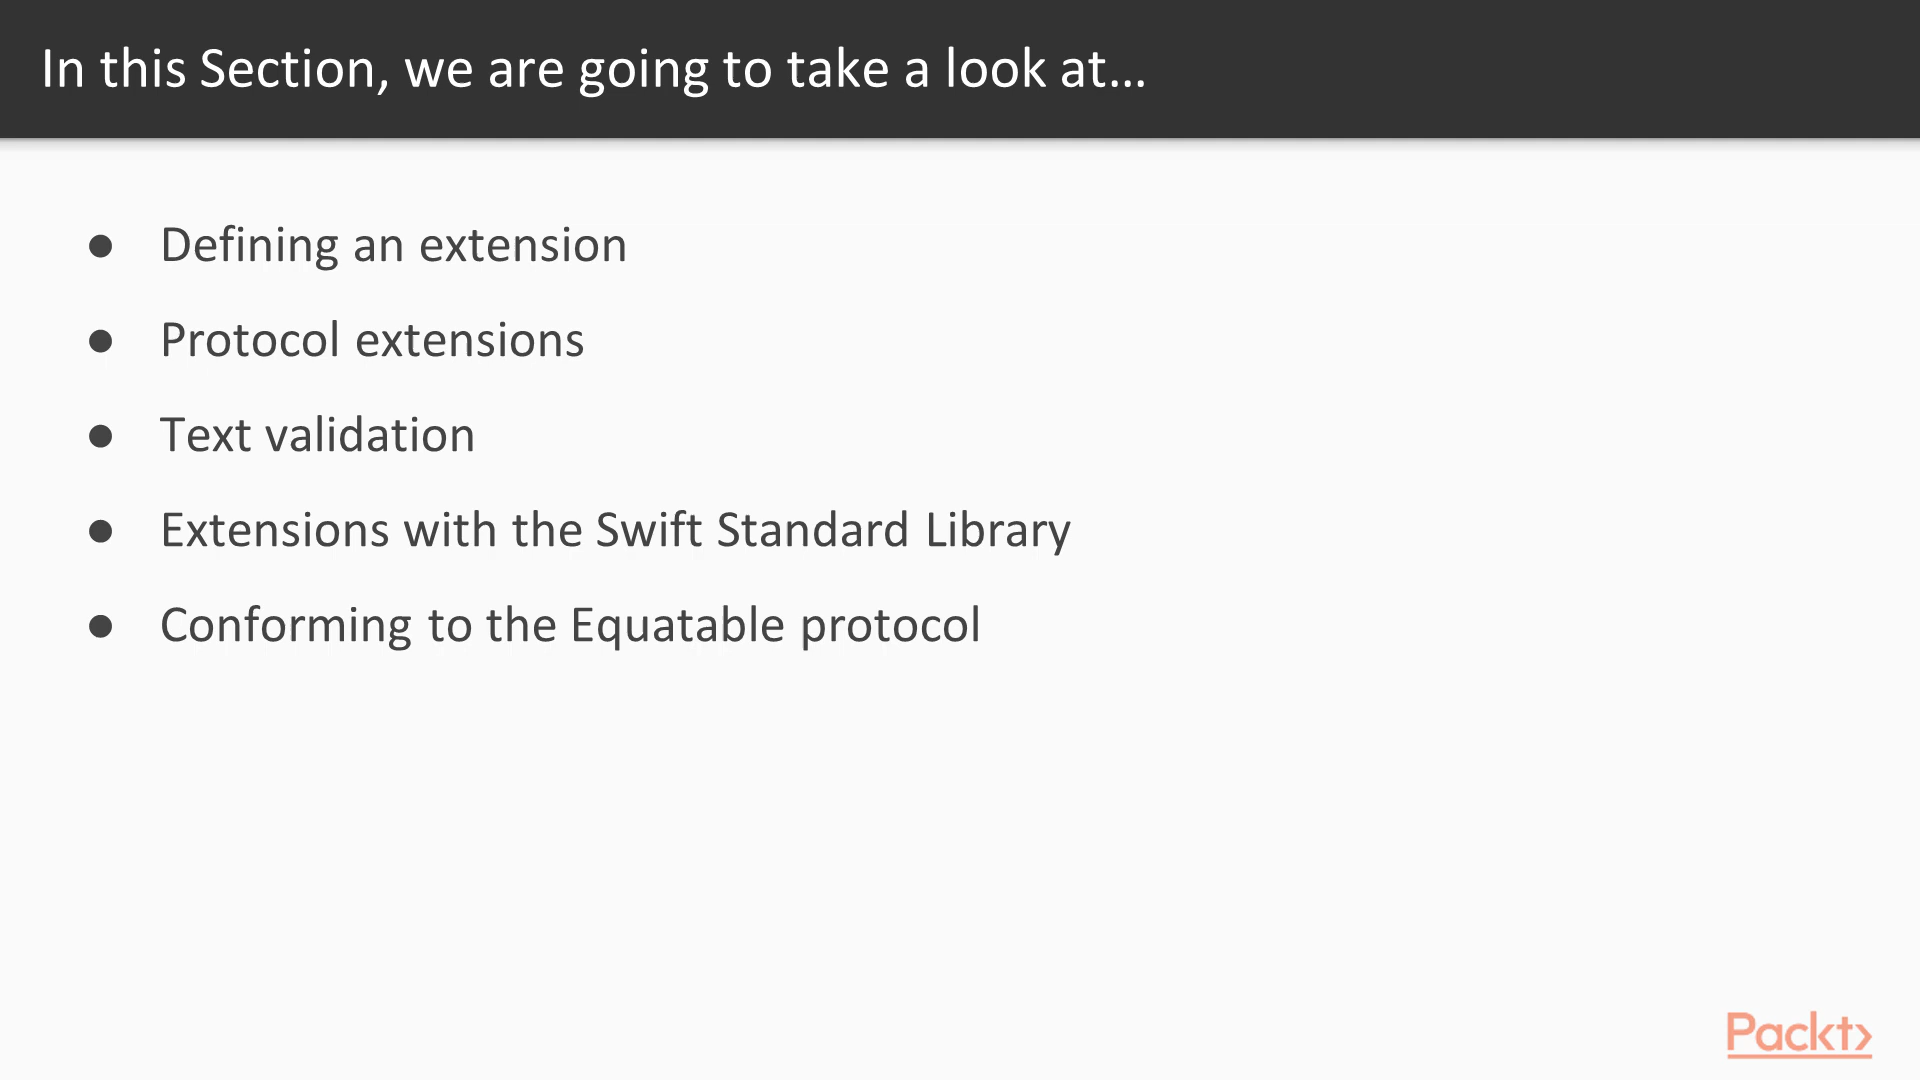 In this Section, we are going to take a look at...
● Defining an extension
● Protocol extensions
● Text validation
● Extensions with the Swift Standard Library
● Conforming to the Equatable protocol
Packt>